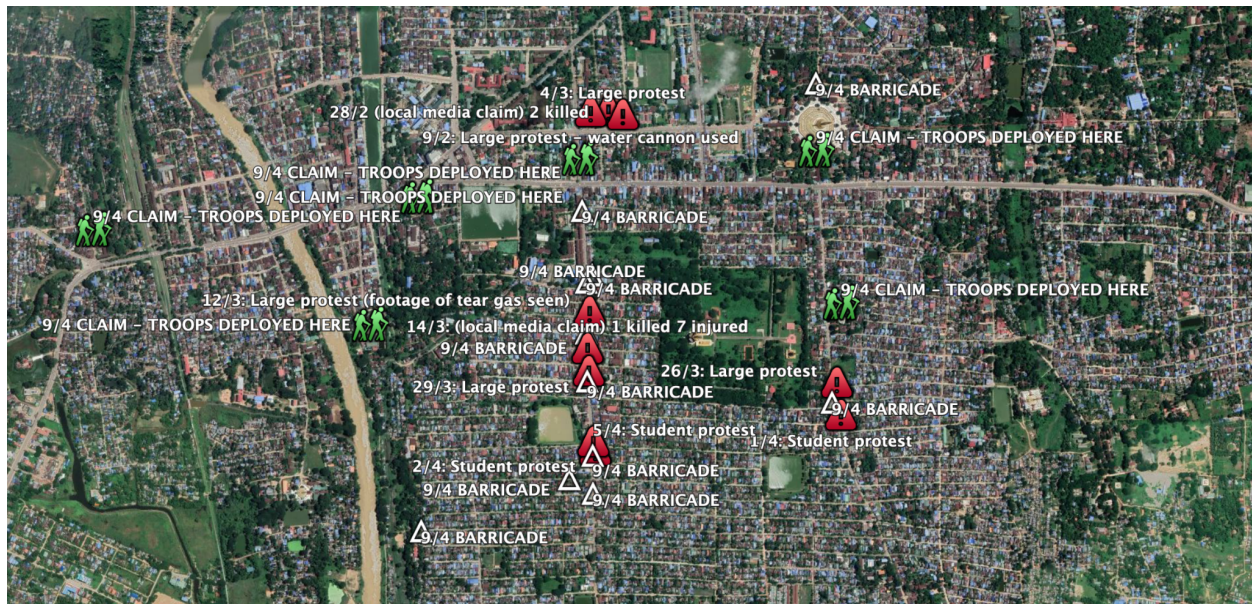 4/3: Large protest
9/4 BARRICADE
28/2 (local media claim) 2 killed
9/2: Large protest - water cannon used
9/4 CLAIM - TROOPS DEPLOYED HERE
9/4 CLAIM - TROOPS DEPLOYED HERE
9/4 CLAIM - TROOPS DEPLOYED HERE
9/4 CLAIM - TROOPS DEPLOYED HERE
9/4 BARRICADE
9/4 BARRICADE
9/4 BARRICADE
9/4 CLAIM - TROOPS DEPLOYED HERE
12/3: Large protest (footage of tear gas seen)
9/4 CLAIM - TROOPS DEPLOYED HERE
14/3: (local media claim) 1 killed 7 injured
9/4 BARRICADE
26/3: Large protest
29/3: Large protest
9/4 BARRICADE
9/4 BARRICADE
5/4: Student protest
1/4: Student protest
2/4: Student protest
9/4 BARRICADE
9/4 BARRICADE
9/4 BARRICADE
9/4 BARRICADE